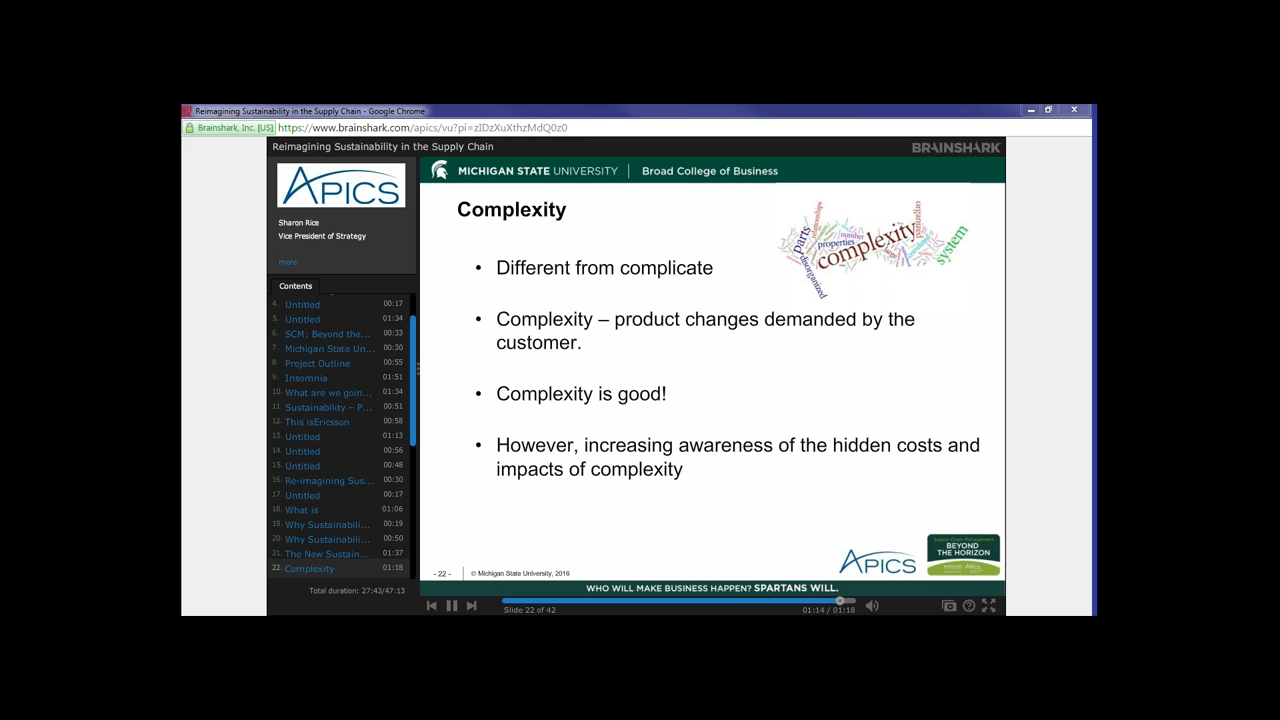 Reimagining Sustainability in the Supply Chain - Google Chrome
Brainshark, Inc. [US] https://www.brainshark.com/apics/vu?pi=zIDzXuXthzMdQ0z0
Reimagining Sustainability in the Supply Chain
BRAINSHARK
APICS
Sharon Rice
Vice President of Strategy
more
Contents
4. Untitled 00:17
5. Untitled 01:34
6. SCM: Beyond the... 00:33
7. Michigan State Un... 00:30
8. Project Outline 00:55
9. Insomnia 01:51
10. What are we goin... 01:34
11. Sustainability – P... 00:51
12. This isEricsson 00:58
13. Untitled 01:13
14. Untitled 00:56
15. Untitled 00:48
16. Re-imagining Sus... 00:30
17. Untitled 00:17
18. What is 01:06
19. Why Sustainabili... 00:19
20. Why Sustainabili... 00:50
21. The New Sustain... 01:37
22. Complexity 01:18
Total duration: 27:43/47:13
MICHIGAN STATE UNIVERSITY | Broad College of Business
Complexity
complexity
parts
relationships
number
properties
disorganized
organized
large
system
• Different from complicate
• Complexity – product changes demanded by the
customer.
• Complexity is good!
• However, increasing awareness of the hidden costs and
impacts of complexity
APICS
Supply Chain Management
BEYOND
THE HORIZON
- 22 - © Michigan State University, 2016
WHO WILL MAKE BUSINESS HAPPEN? SPARTANS WILL.
Slide 22 of 42
01:14 / 01:18